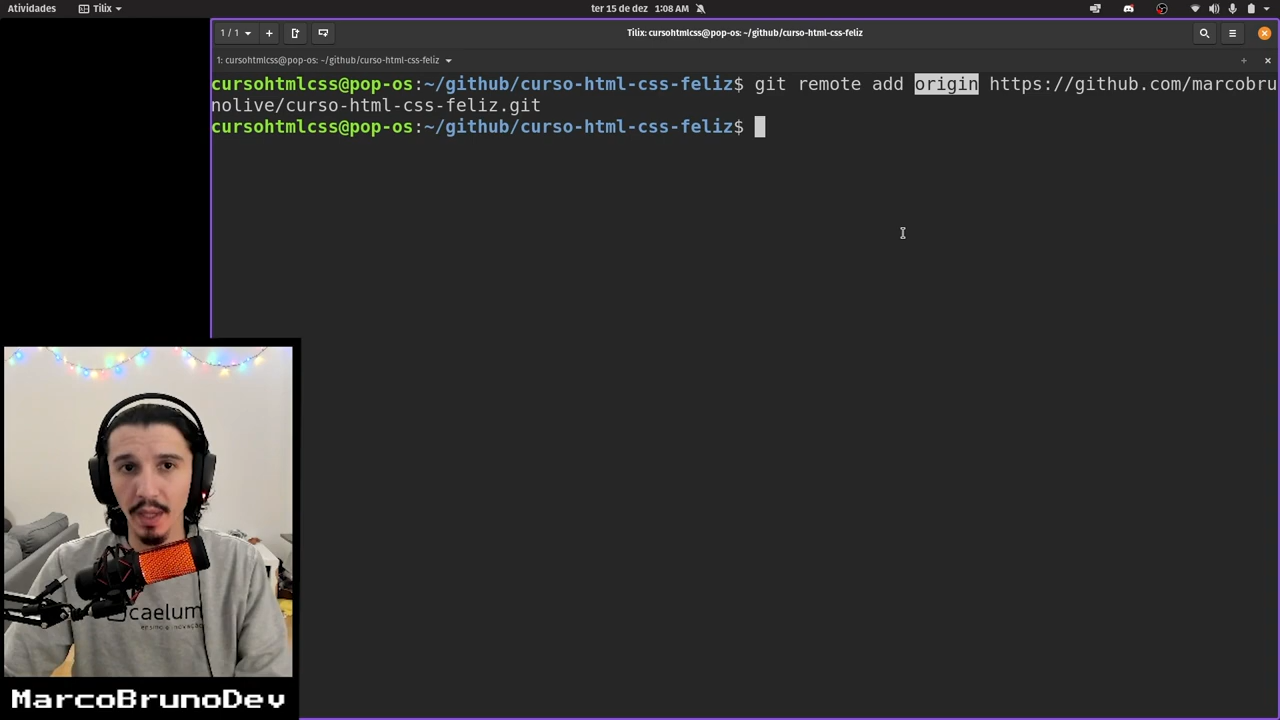 Atividades
Tilix
ter 15 de dez 1:08 AM
1 / 1
Tilix: cursohtmlcss@pop-os: ~/github/curso-html-css-feliz
1: cursohtmlcss@pop-os: ~/github/curso-html-css-feliz
cursohtmlcss@pop-os:~/github/curso-html-css-feliz$ git remote add origin https://github.com/marcobru
nolive/curso-html-css-feliz.git
cursohtmlcss@pop-os:~/github/curso-html-css-feliz$
caelum
ensino e inovação
MarcoBrunoDev